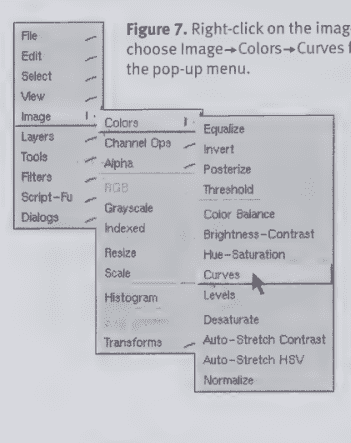 Figure 7. Right-click on the imag
choose Image→Colors→Curves
the pop-up menu.
File
Edit
Select
View
Image
Layers
Tools
Filters
Script-Fu
Dialogs
Colors
Channel Ops
Alpha
RGB
Grayscale
Indexed
Resize
Scale
Histogram
Transforms
Equalize
Invert
Posterize
Threshold
Color Balance
Brightness-Contrast
Hue-Saturation
Curves
Levels
Desaturate
Auto-Stretch Contrast
Auto-Stretch HSV
Normalize